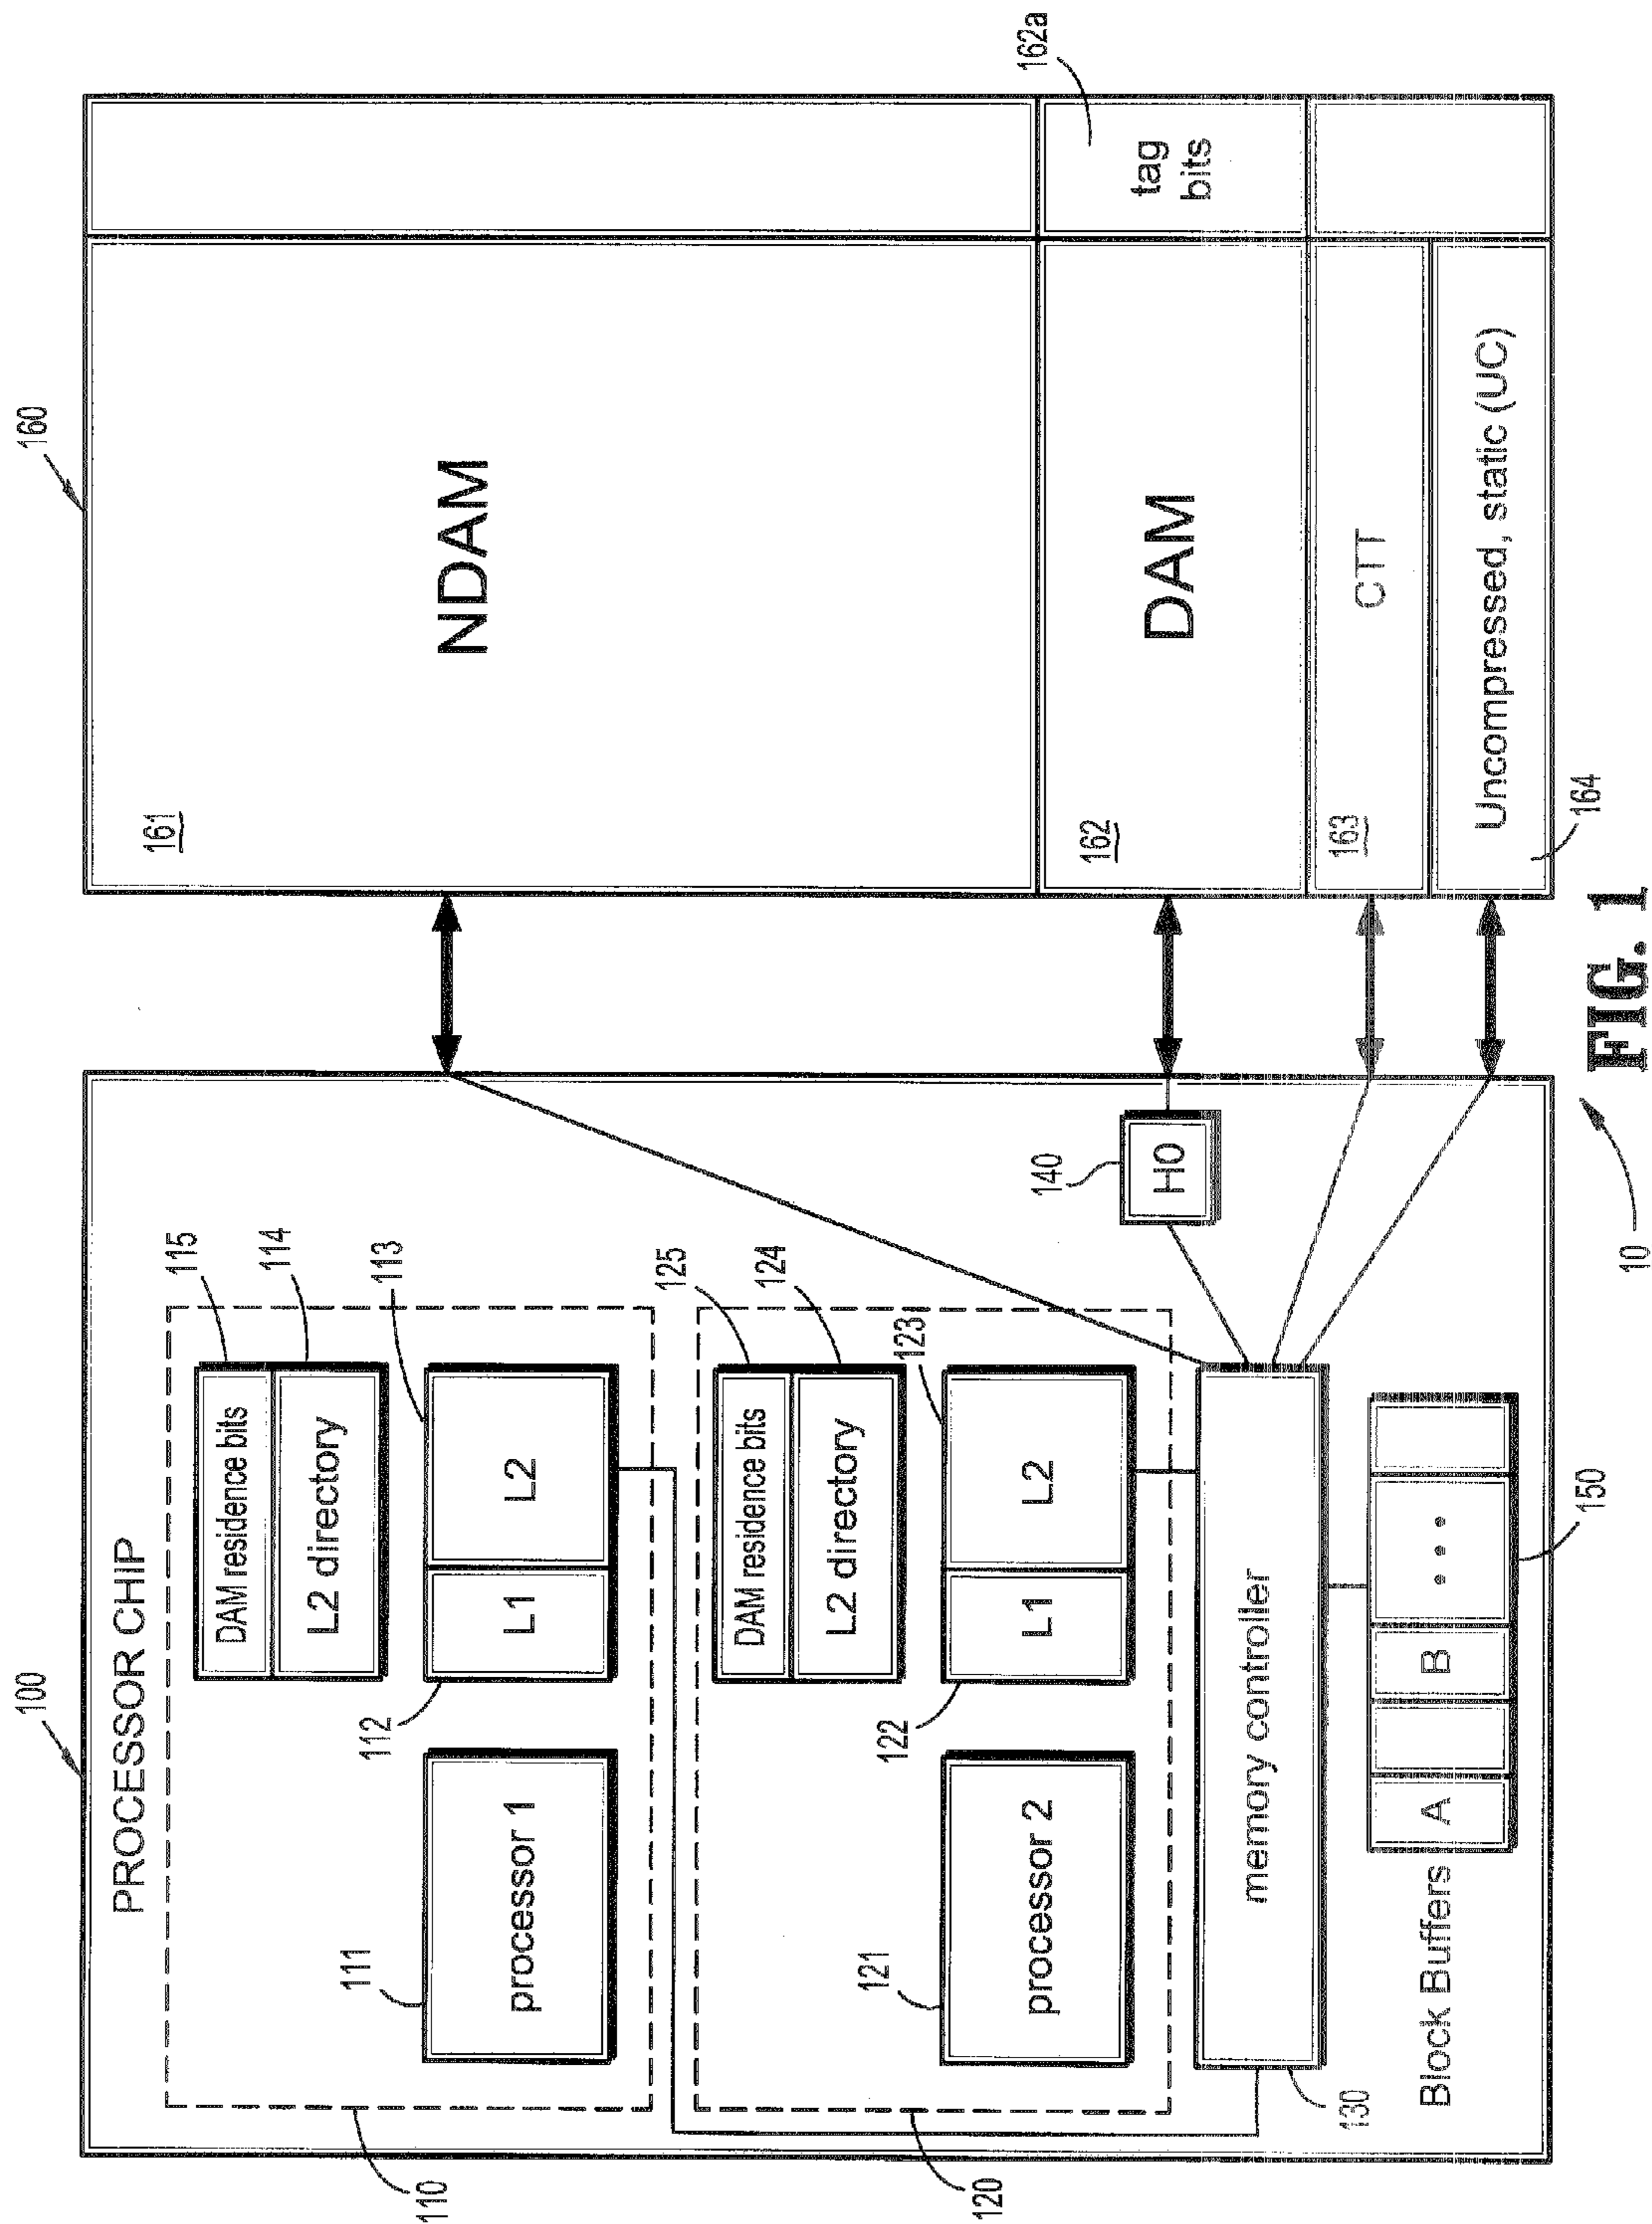 100
PROCESSOR CHIP
110
115
DAM residence bits
114
L2 directory
111
processor 1
112
L1
113
L2
120
125
DAM residence bits
124
L2 directory
121
processor 2
122
L1
123
L2
130
memory controller
140
HO
Block Buffers
A
B
....
150
160
161
NDAM
162
DAM
162a
tag
bits
163
CTT
164
Uncompressed, static (UC)
10
FIG. 1